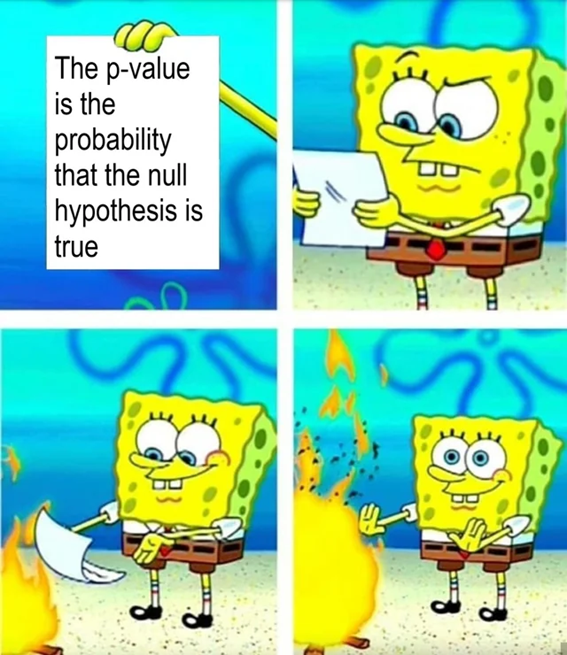 The p-value
is the
probability
that the null
hypothesis is
true